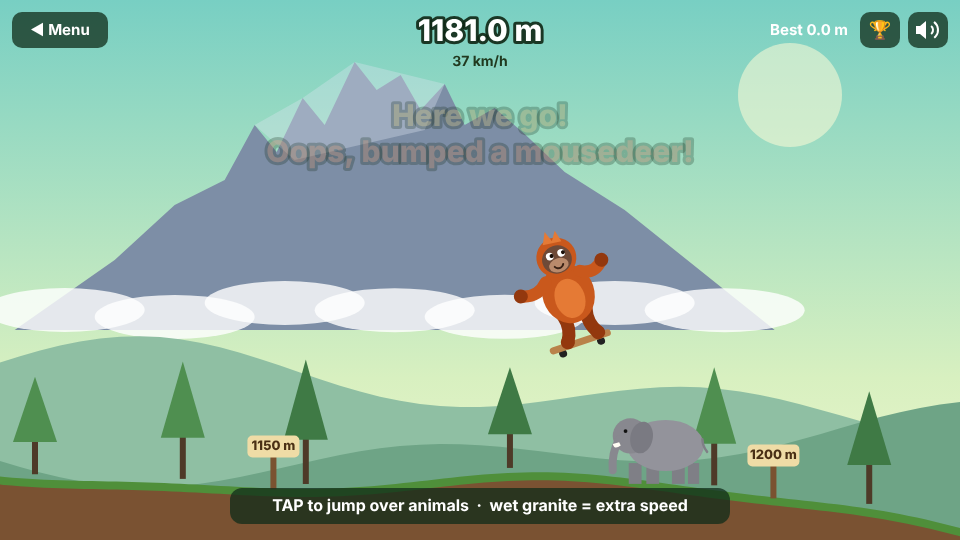 Menu
1181.0 m
Best 0.0 m
37 km/h
Here we go!
Oops, bumped a mousedeer!
1150 m
1200 m
TAP to jump over animals · wet granite = extra speed